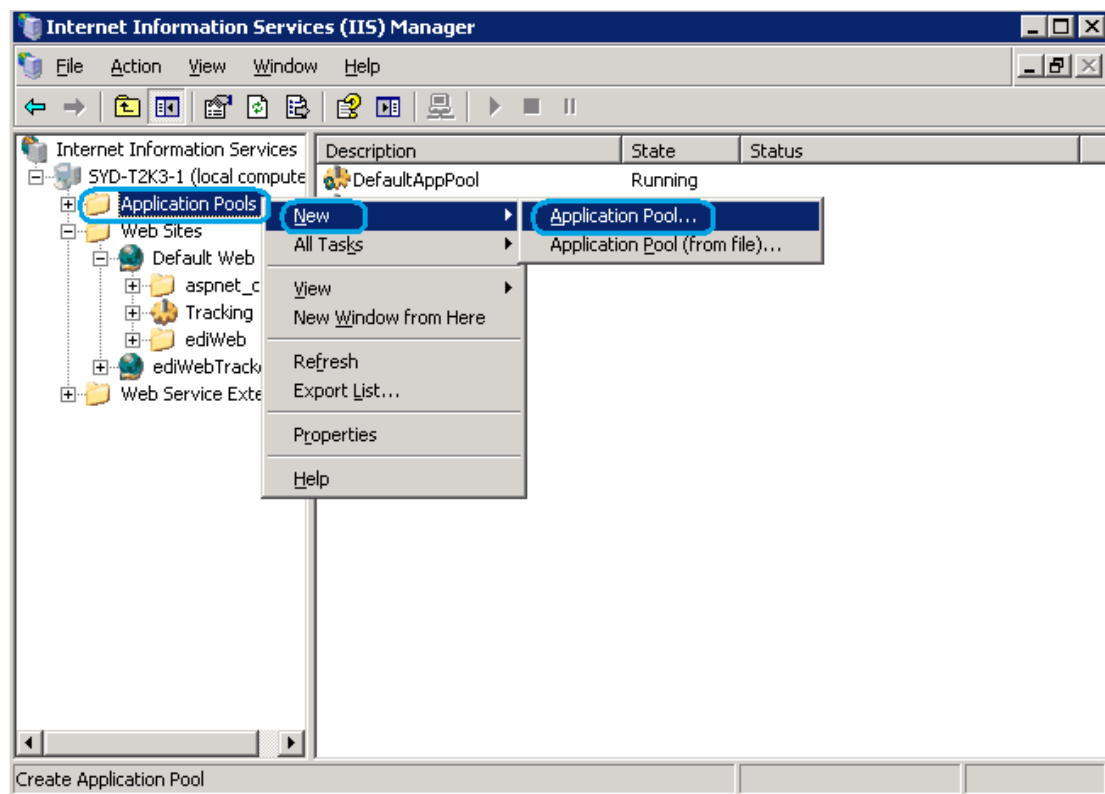 Internet Information Services (IIS) Manager
File Action View Window Help
Internet Information Services
Description State Status
SYD-T2K3-1 (local compute
DefaultAppPool Running
Application Pools
New
Application Pool...
Web Sites
All Tasks
Application Pool (from file)...
Default Web
aspnet_c
View
Tracking
New Window from Here
ediWeb
ediWebTrack
Refresh
Web Service Exte
Export List...
Properties
Help
Create Application Pool